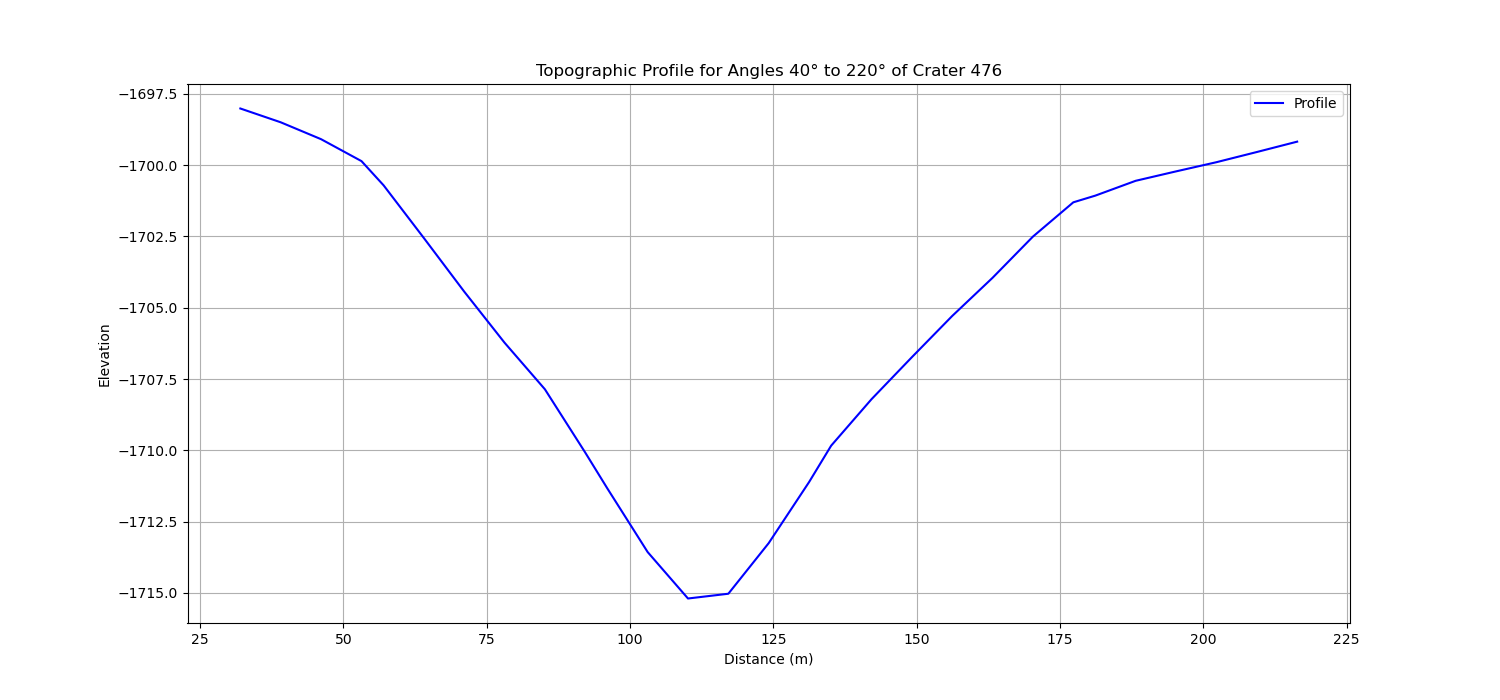 Topographic Profile for Angles 40° to 220° of Crater 476
Profile
Elevation
−1697.5
−1700.0
−1702.5
−1705.0
−1707.5
−1710.0
−1712.5
−1715.0
25 50 75 100 125 150 175 200 225
Distance (m)